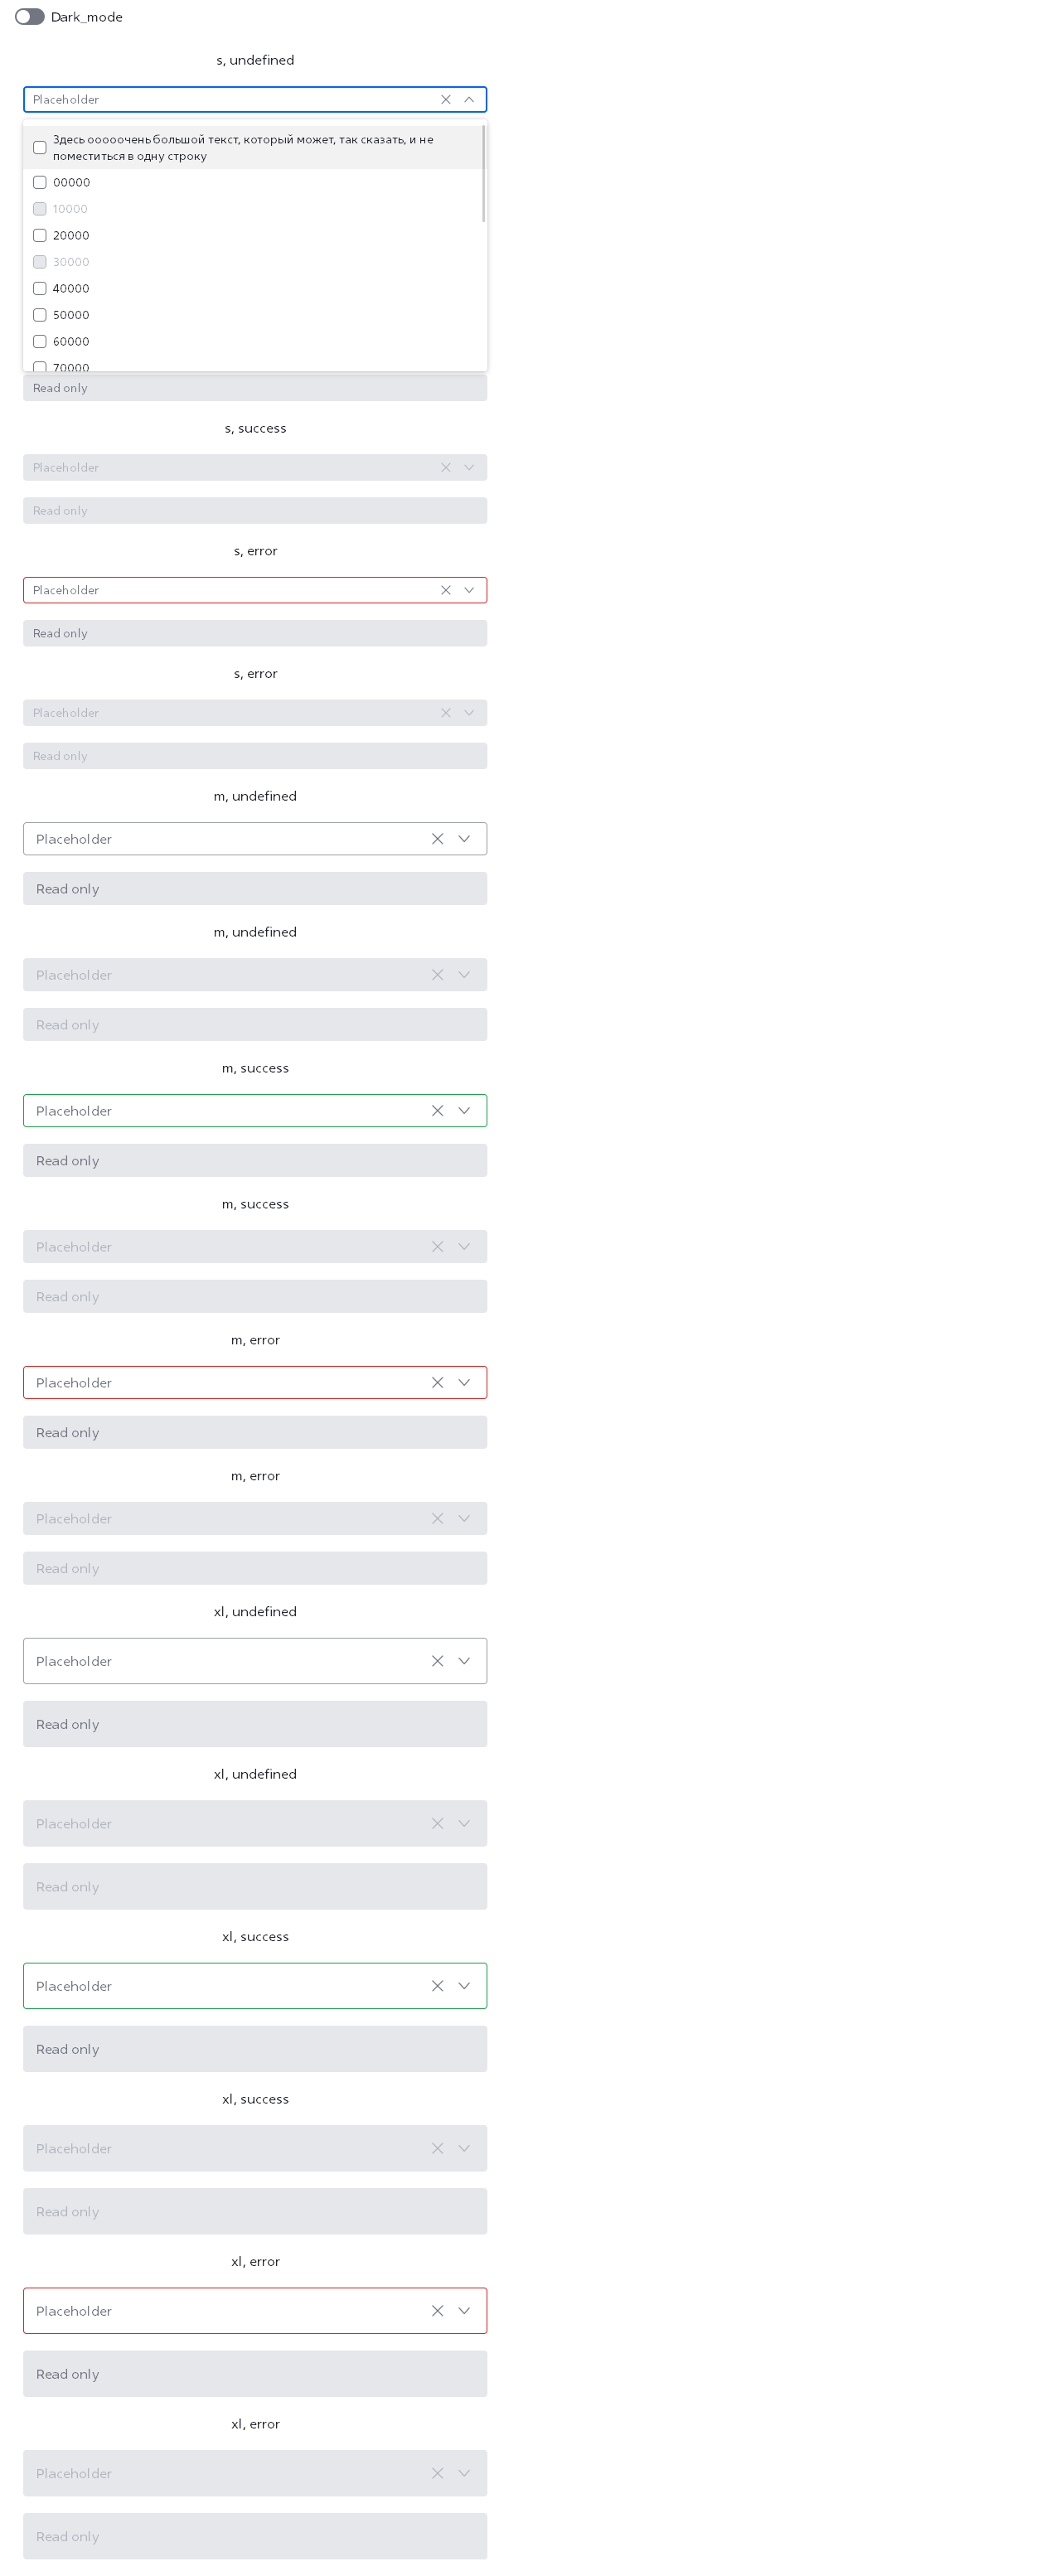 Dark_mode
s, undefined
Placeholder
Здесь ооооочень большой текст, который может, так сказать, и не
поместиться в одну строку
00000
10000
20000
30000
40000
50000
60000
70000
Read only
s, success
Placeholder
Read only
s, error
Placeholder
Read only
s, error
Placeholder
Read only
m, undefined
Placeholder
Read only
m, undefined
Placeholder
Read only
m, success
Placeholder
Read only
m, success
Placeholder
Read only
m, error
Placeholder
Read only
m, error
Placeholder
Read only
xl, undefined
Placeholder
Read only
xl, undefined
Placeholder
Read only
xl, success
Placeholder
Read only
xl, success
Placeholder
Read only
xl, error
Placeholder
Read only
xl, error
Placeholder
Read only